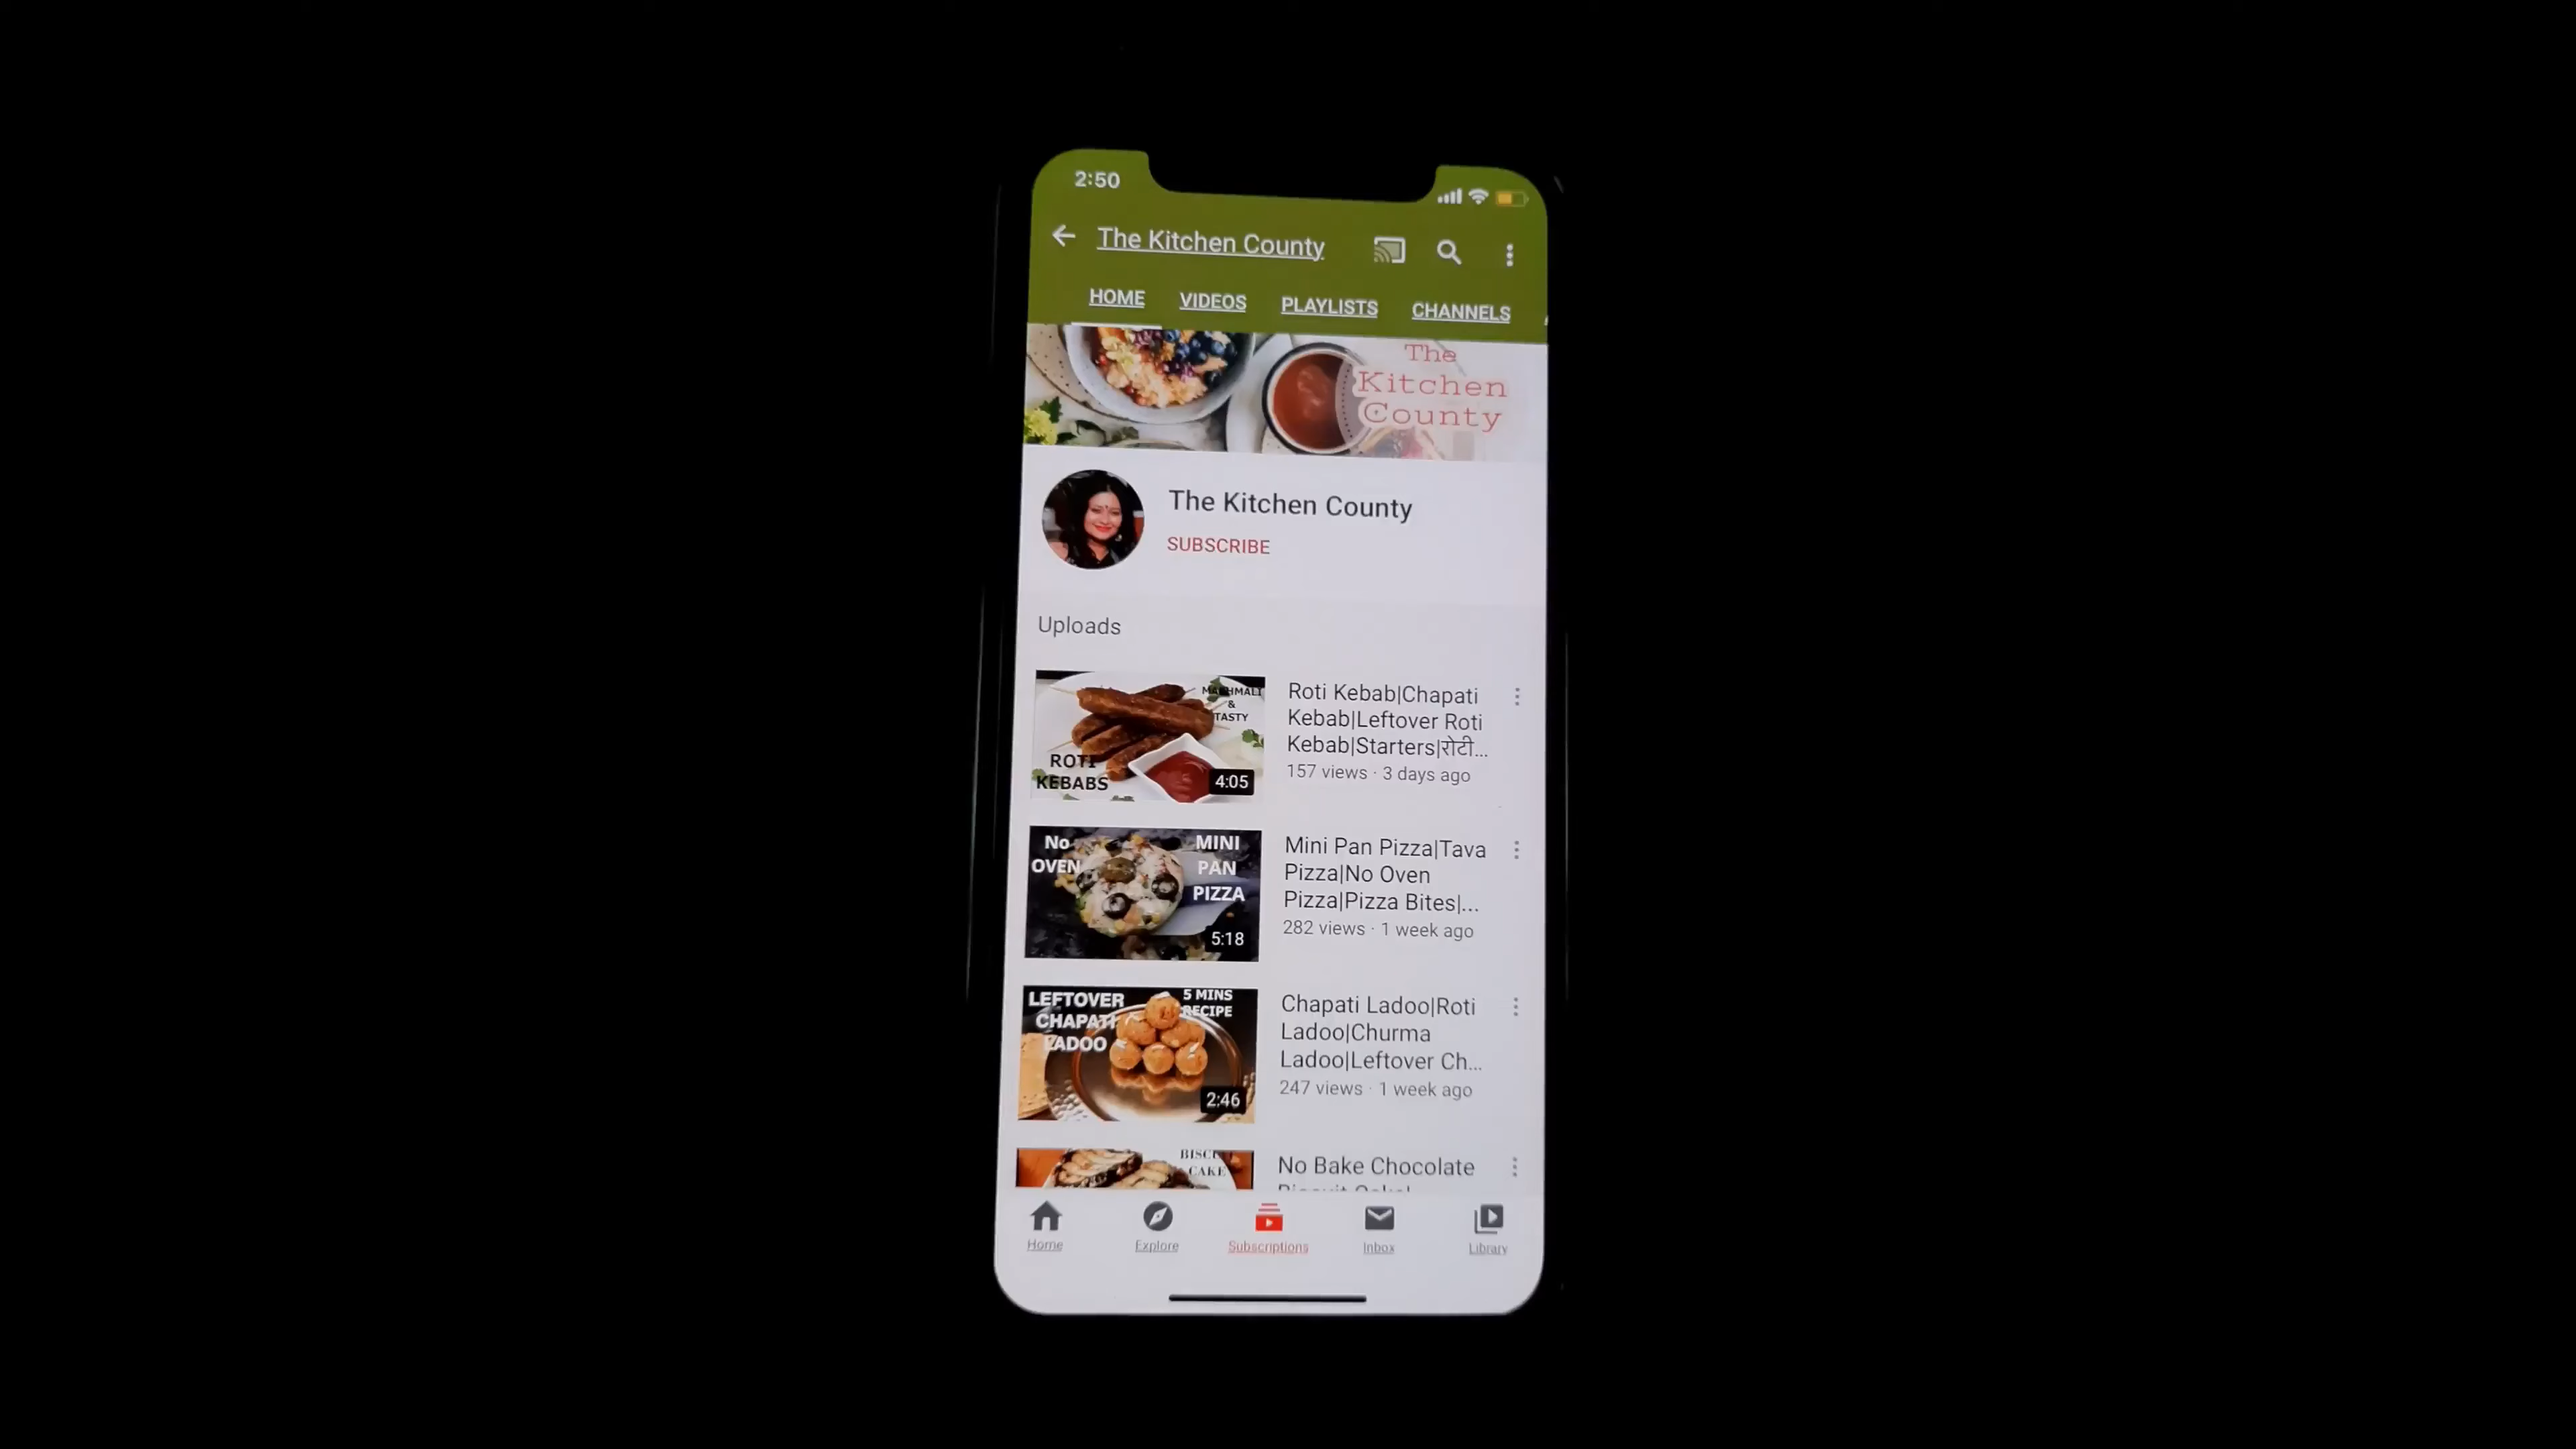 2:50
The Kitchen County
HOME VIDEOS PLAYLISTS CHANNELS
The
Kitchen
County
The Kitchen County
SUBSCRIBE
Uploads
MAKHMALI
&
TASTY
ROTI
KEBABS
4:05
Roti Kebab|Chapati
Kebab|Leftover Roti
Kebab|Starters|रोटी...
157 views · 3 days ago
No
OVEN
MINI
PAN
PIZZA
5:18
Mini Pan Pizza|Tava
Pizza|No Oven
Pizza|Pizza Bites|...
282 views · 1 week ago
LEFTOVER
CHAPATI
LADOO
5 MINS
RECIPE
2:46
Chapati Ladoo|Roti
Ladoo|Churma
Ladoo|Leftover Ch...
247 views · 1 week ago
CAKE
No Bake Chocolate
Home Explore Subscriptions Inbox Library